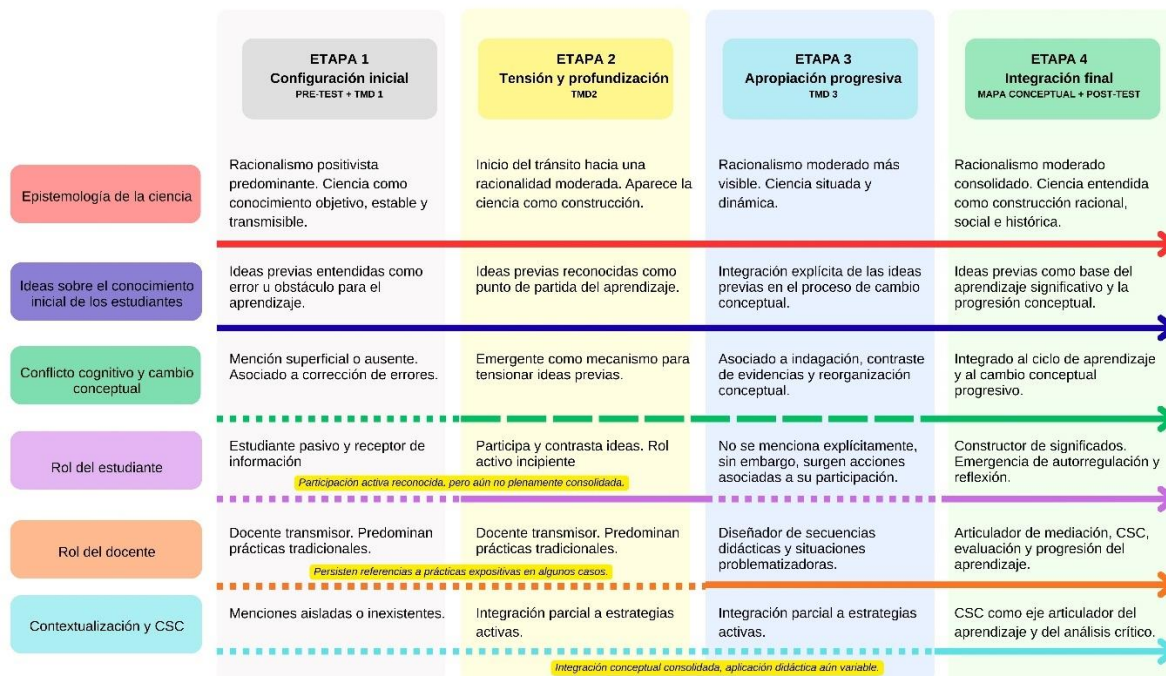 ETAPA 1
Configuración inicial
PRE-TEST + TMD 1
ETAPA 2
Tensión y profundización
TMD2
ETAPA 3
Apropiación progresiva
TMD 3
ETAPA 4
Integración final
MAPA CONCEPTUAL + POST-TEST
Epistemología de la ciencia
Racionalismo positivista
predominante. Ciencia como
conocimiento objetivo, estable y
transmisible.
Inicio del tránsito hacia una
racionalidad moderada. Aparece la
ciencia como construcción.
Racionalismo moderado más
visible. Ciencia situada y
dinámica.
Racionalismo moderado
consolidado. Ciencia entendida
como construcción racional,
social e histórica.
Ideas sobre el conocimiento
inicial de los estudiantes
Ideas previas entendidas como
error u obstáculo para el
aprendizaje.
Ideas previas reconocidas como
punto de partida del aprendizaje.
Integración explícita de las ideas
previas en el proceso de cambio
conceptual.
Ideas previas como base del
aprendizaje significativo y la
progresión conceptual.
Conflicto cognitivo y cambio
conceptual
Mención superficial o ausente.
Asociado a corrección de errores.
Emergente como mecanismo para
tensionar ideas previas.
Asociado a indagación, contraste
de evidencias y reorganización
conceptual.
Integrado al ciclo de aprendizaje
y al cambio conceptual
progresivo.
Rol del estudiante
Estudiante pasivo y receptor de
información
Participa y contrasta ideas. Rol
activo incipiente
No se menciona explícitamente,
sin embargo, surgen acciones
asociadas a su participación.
Constructor de significados.
Emergencia de autorregulación y
reflexión.
Participación activa reconocida, pero aún no plenamente consolidada.
Rol del docente
Docente transmisor. Predominan
prácticas tradicionales.
Docente transmisor. Predominan
prácticas tradicionales.
Diseñador de secuencias
didácticas y situaciones
problematizadoras.
Articulador de mediación, CSC,
evaluación y progresión del
aprendizaje.
Persisten referencias a prácticas expositivas en algunos casos.
Contextualización y CSC
Menciones aisladas o inexistentes.
Integración parcial a estrategias
activas.
Integración parcial a estrategias
activas.
CSC como eje articulador del
aprendizaje y del análisis crítico.
Integración conceptual consolidada, aplicación didáctica aún variable.